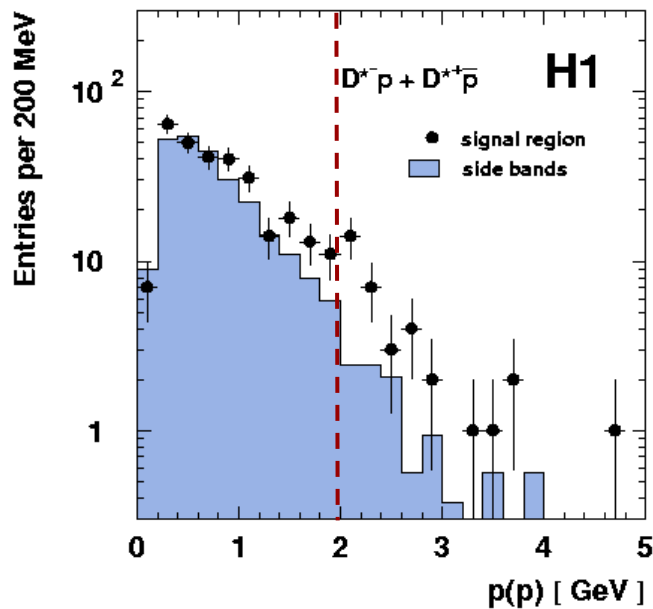 H1
D*⁻p + D*⁺p̅
signal region
side bands
Entries per 200 MeV
10²
10
1
0 1 2 3 4 5
p(p) [ GeV]